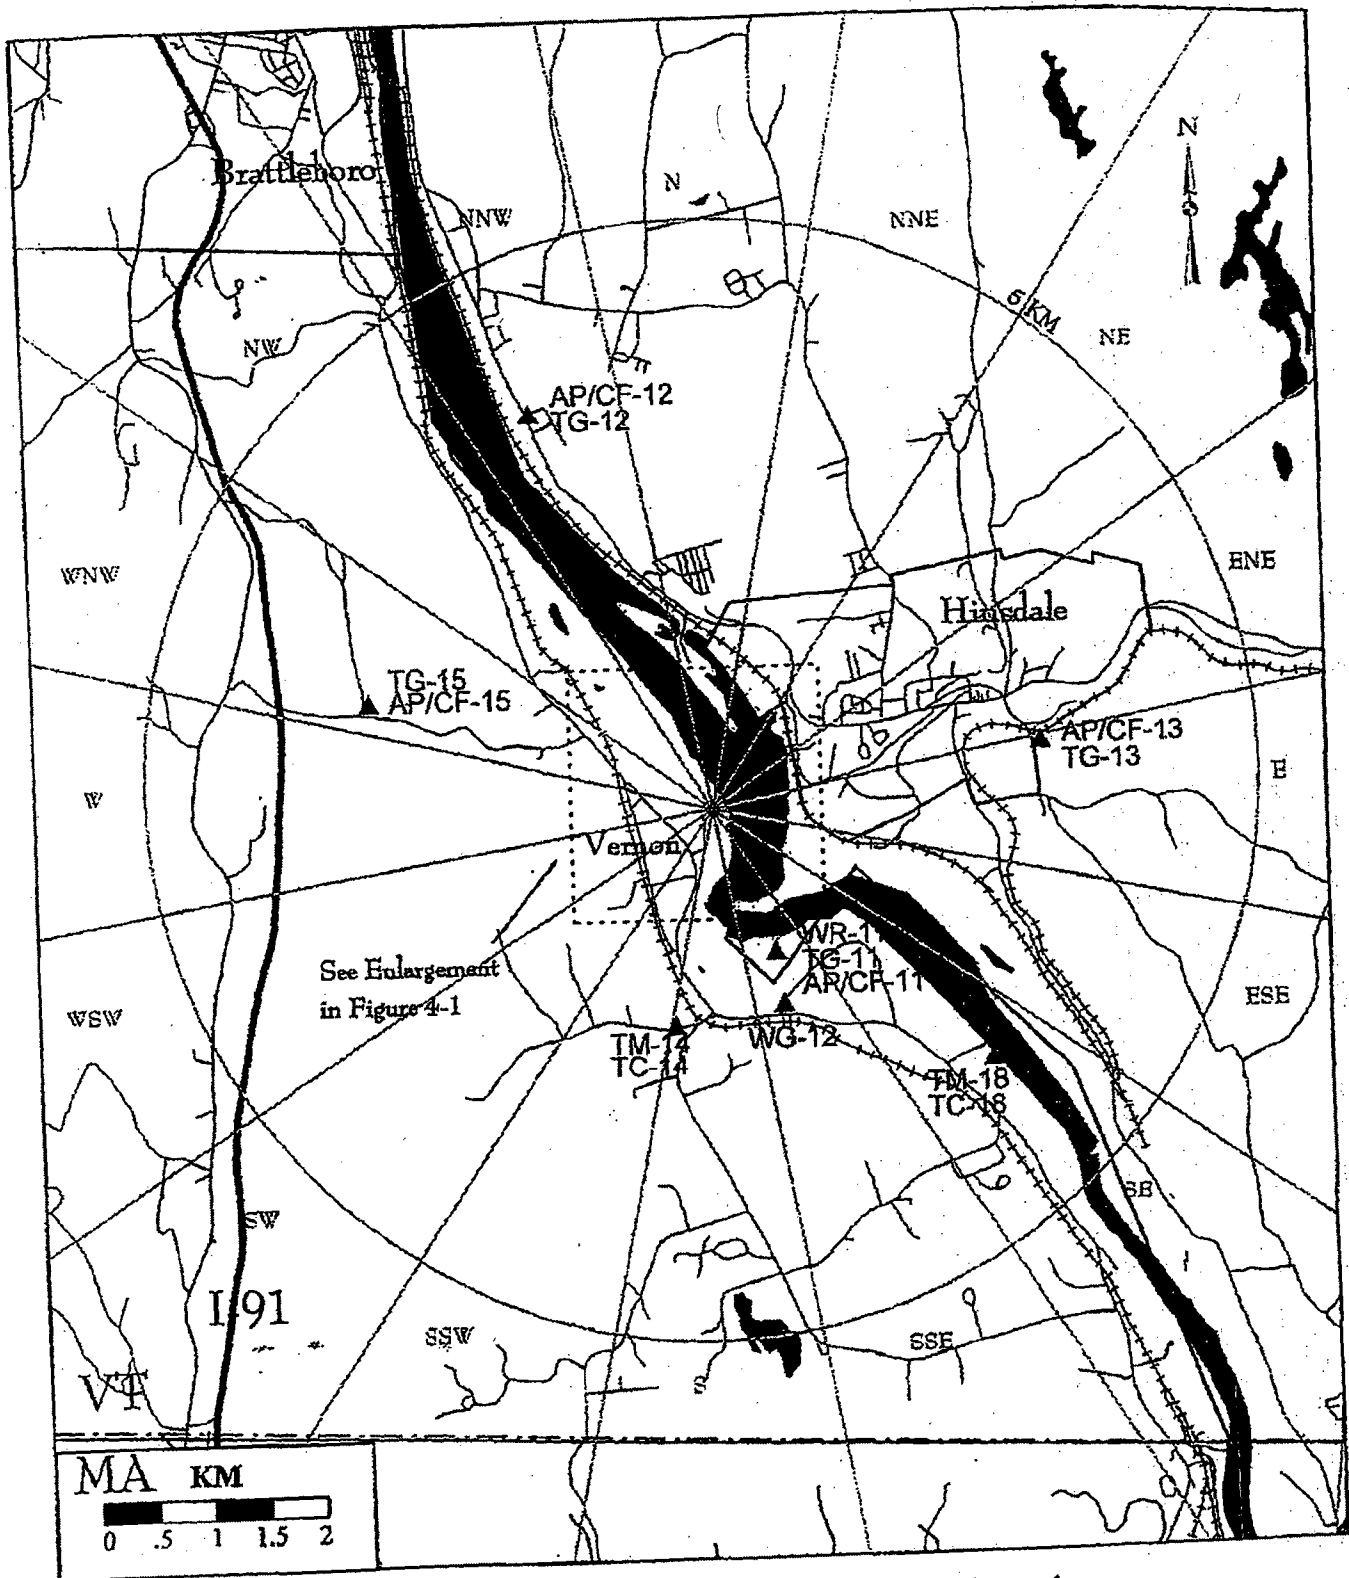 N
Brattleboro
N
NNW
NNE
5 KM
NE
NW
AP/CF-12
TG-12
WNW
ENE
Hinsdale
TG-15
AP/CF-15
AP/CF-13
TG-13
E
W
Vernon
WR-11
TG-11
AP/CF-11
See Enlargement
in Figure 4-1
ESE
WSW
WG-12
TM-14
TC-14
TM-18
TC-18
SE
SW
I-91
SSW
SSE
S
VT
MA KM
0 .5 1 1.5 2